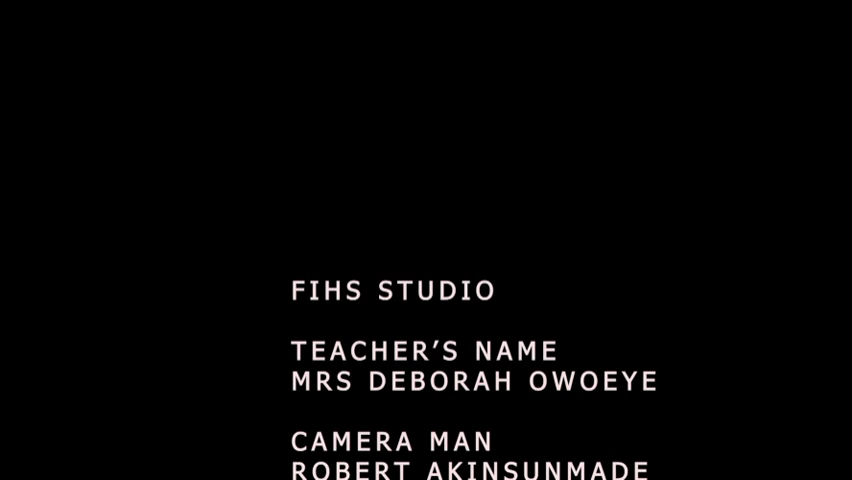 FIHS STUDIO
TEACHER’S NAME
MRS DEBORAH OWOEYE
CAMERA MAN
ROBERT AKINSUNMADE